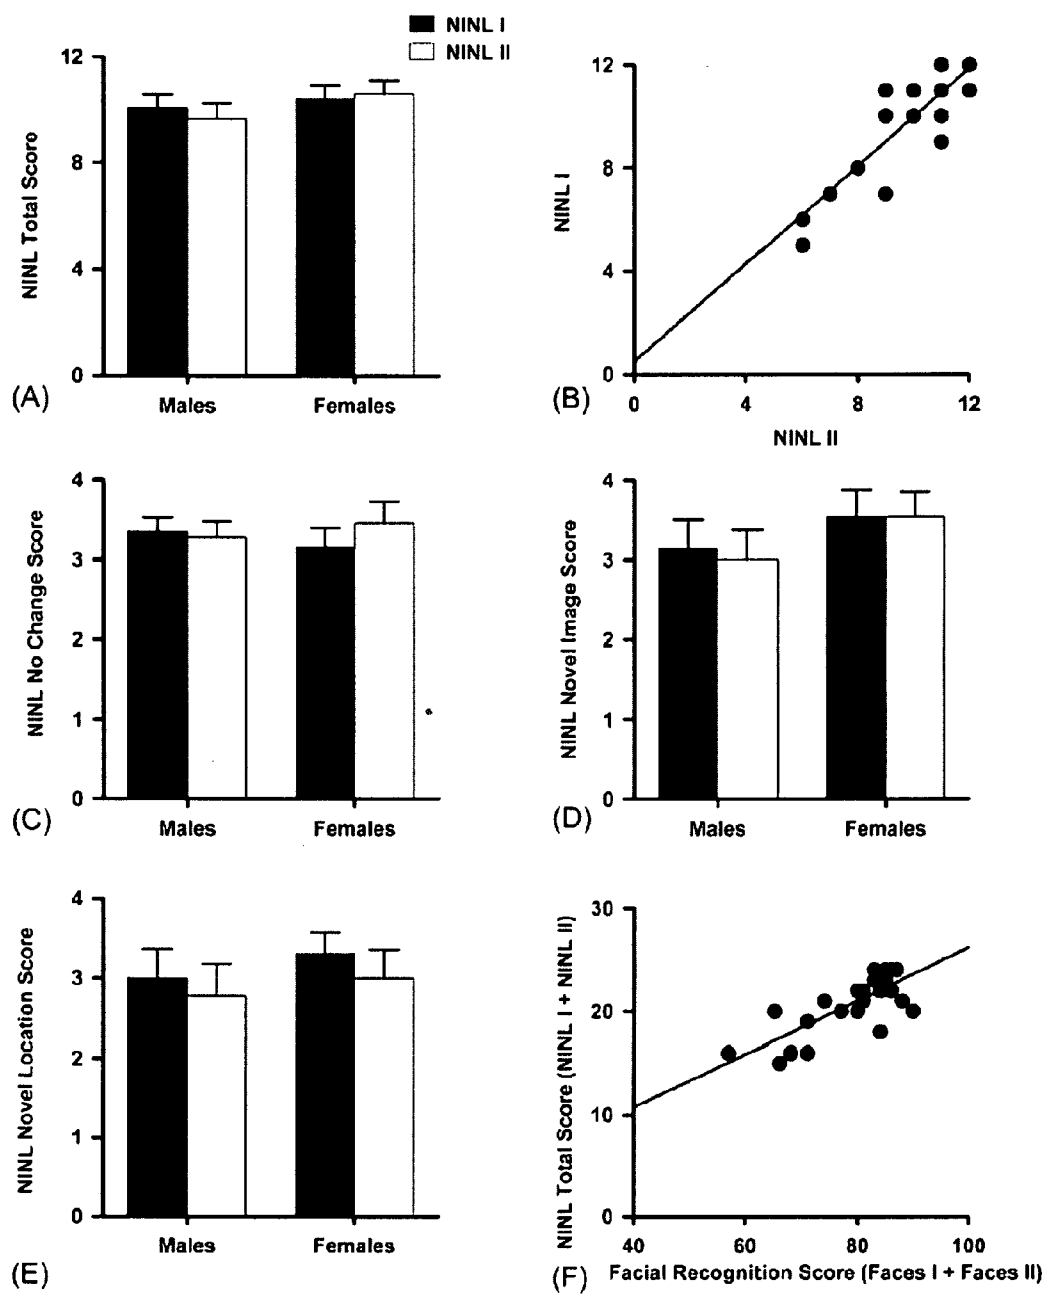 NINL I
NINL II
NINL Total Score
12
8
4
0
Males
Females
(A)
NINL I
12
8
4
0
0
4
8
12
NINL II
(B)
NINL No Change Score
4
3
2
1
0
Males
Females
(C)
NINL Novel Image Score
4
3
2
1
0
Males
Females
(D)
NINL Novel Location Score
4
3
2
1
0
Males
Females
(E)
NINL Total Score (NINL I + NINL II)
30
20
10
0
40
60
80
100
(F)
Facial Recognition Score (Faces I + Faces II)